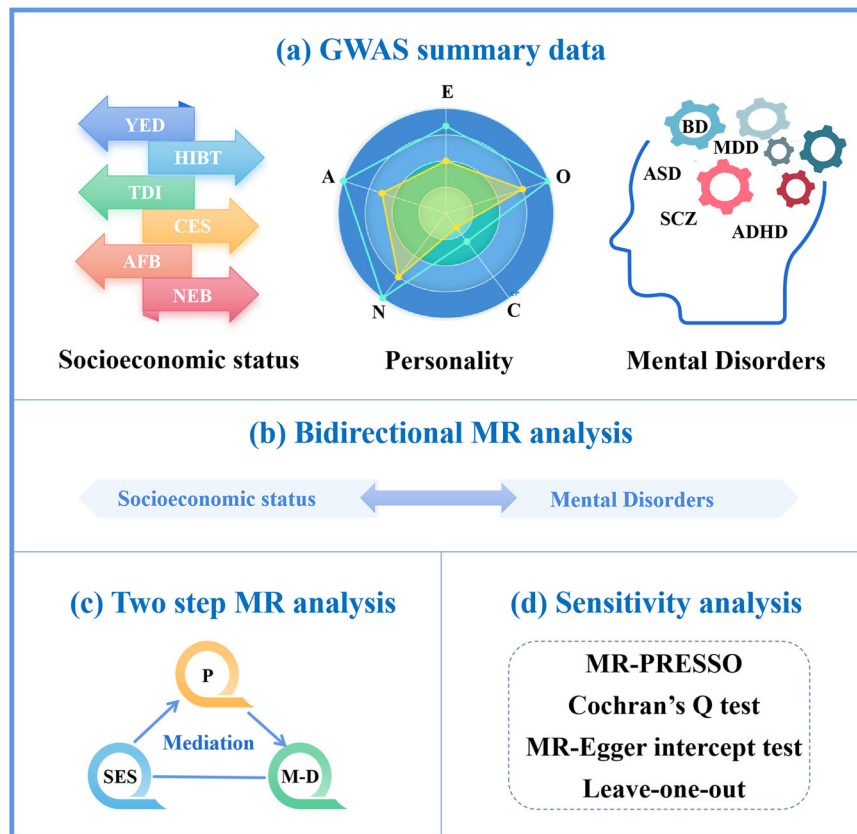 (a) GWAS summary data
YED
HIBT
TDI
CES
AFB
NEB
Socioeconomic status
E
A
O
N
C
Personality
BD
MDD
ASD
SCZ
ADHD
Mental Disorders
(b) Bidirectional MR analysis
Socioeconomic status
Mental Disorders
(c) Two step MR analysis
P
Mediation
SES
M-D
(d) Sensitivity analysis
MR-PRESSO
Cochran’s Q test
MR-Egger intercept test
Leave-one-out